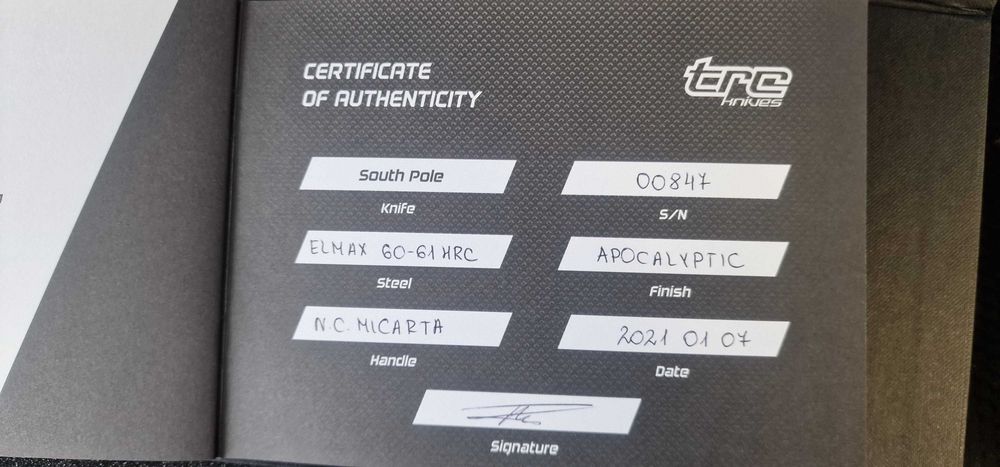 CERTIFICATE
OF AUTHENTICITY
trc
knives
South Pole
Knife
00847
S/N
ELMAX 60-61 HRC
Steel
APOCALYPTIC
Finish
N.C. MICARTA
Handle
2021 01 07
Date
Signature